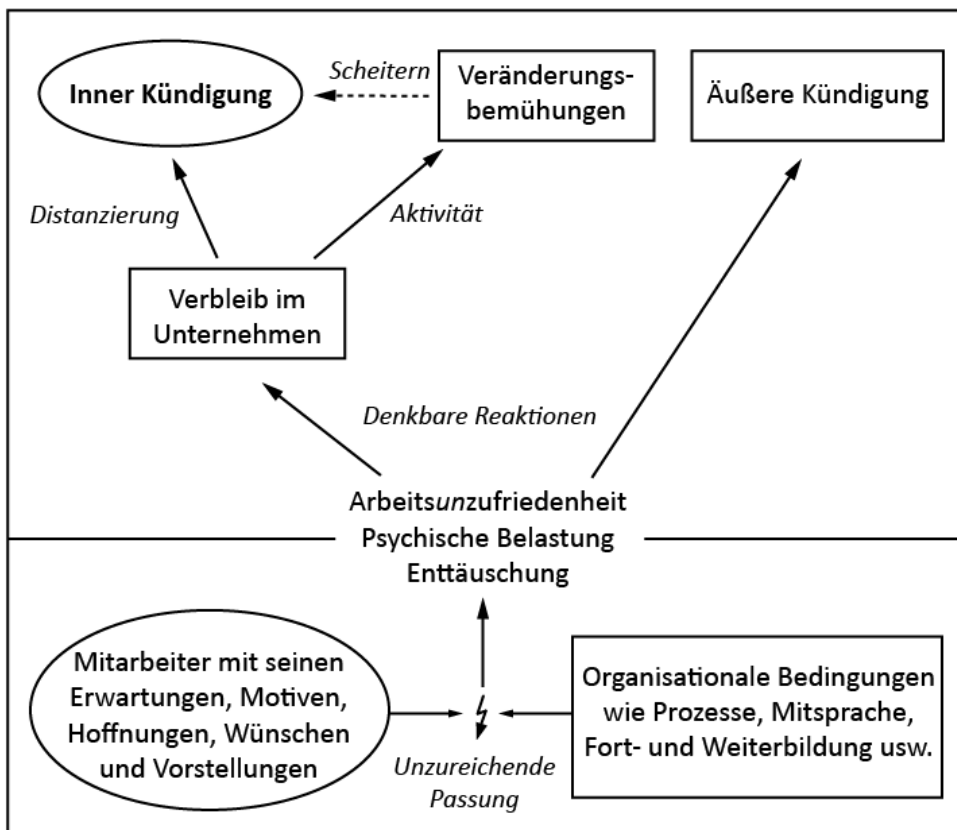 Inner Kündigung
Scheitern
Veränderungs-
bemühungen
Äußere Kündigung
Distanzierung
Aktivität
Verbleib im
Unternehmen
Denkbare Reaktionen
Arbeitsunzufriedenheit
Psychische Belastung
Enttäuschung
Mitarbeiter mit seinen
Erwartungen, Motiven,
Hoffnungen, Wünschen
und Vorstellungen
Unzureichende
Passung
Organisationale Bedingungen
wie Prozesse, Mitsprache,
Fort- und Weiterbildung usw.